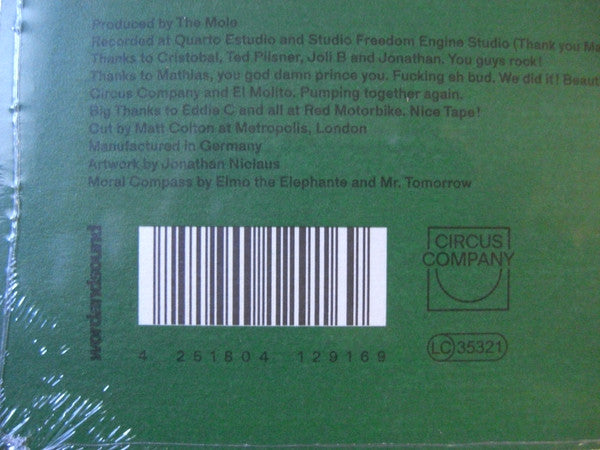 Produced by The Mole
Recorded at Quarto Estudio and Studio Freedom Engine Studio (Thank you Ma
Thanks to Cristobal, Ted Pilsner, Joli B and Jonathan. You guys rock!
Thanks to Mathias, you god damn prince you. Fucking eh bud. We did it! Beaut
Circus Company and El Molito. Pumping together again.
Big Thanks to Eddie C and all at Red Motorbike. Nice Tape!
Cut by Matt Colton at Metropolis, London
Manufactured in Germany
Artwork by Jonathan Niclaus
Moral Compass by Elmo the Elephante and Mr. Tomorrow
wordandsound
4 251804 129169
CIRCUS
COMPANY
LC 35321